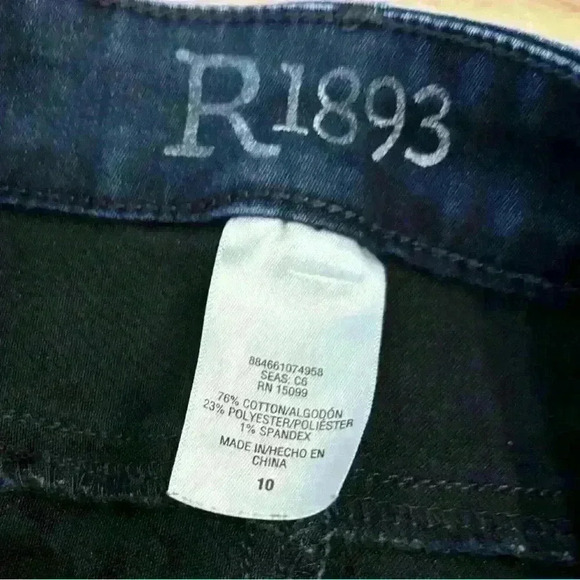 R1893
884661074958
SEAS: C6
RN 15099
76% COTTON/ALGODÓN
23% POLYESTER/POLIÉSTER
1% SPANDEX
MADE IN/HECHO EN
CHINA
10